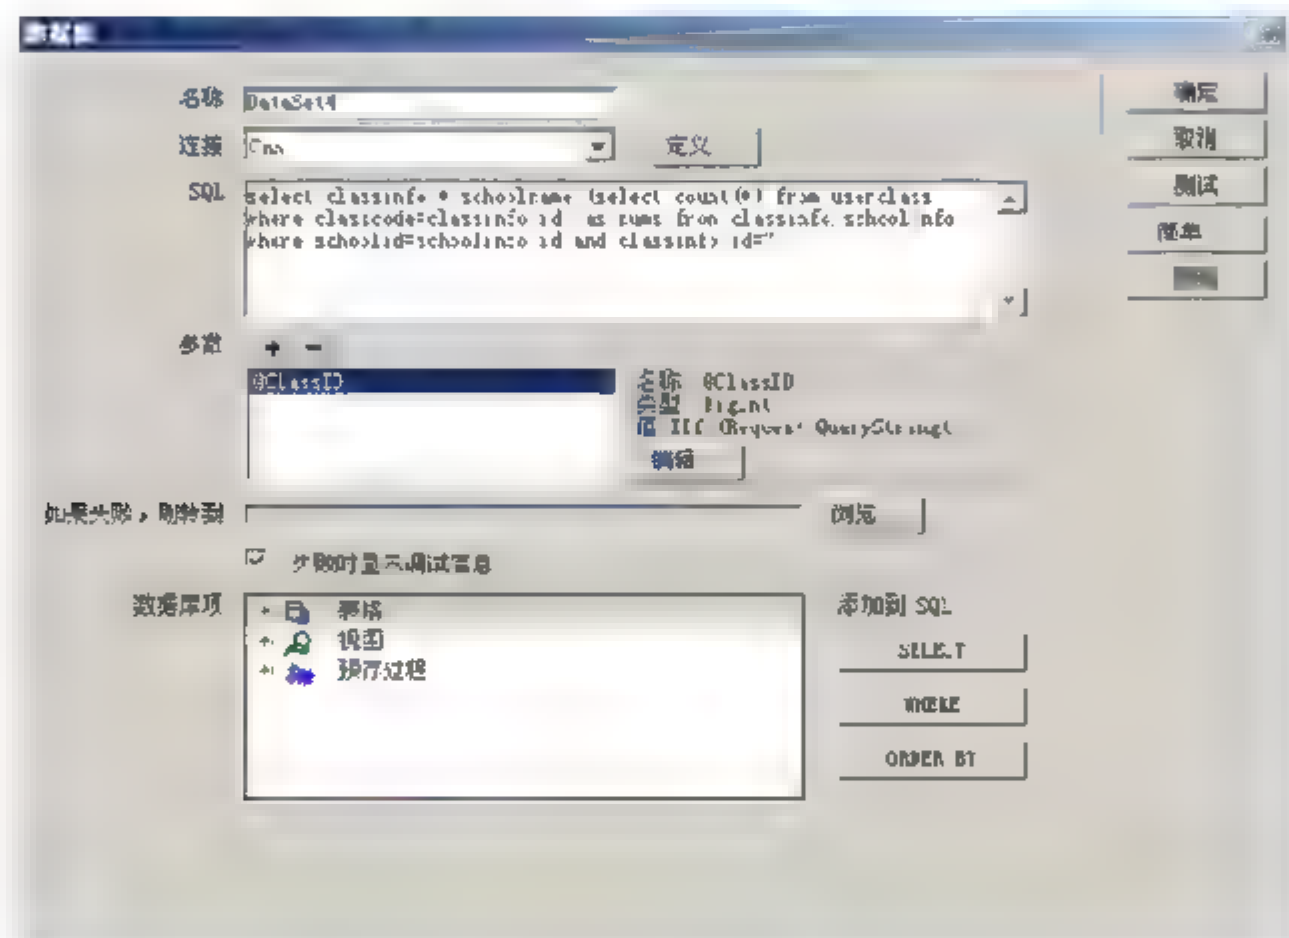 数据集
名称 DataSet4
连接 Cnn 定义
SQL select classinfo * schoolname (select count(*) from userclass
where classcode=classinfo id as nums from classinfo, schoolinfo
where schoolid=schoolinfo id and classinfo id=
参数 + -
@ClassID
名称 @ClassID
类型 BigInt
值 IIf (Request QueryString(
编辑
如果失败，则转到 浏览
时显示调试信息
数据库项
表格
视图
预存过程
添加到 SQL
SELECT
WHERE
ORDER BY
确定
取消
测试
简单